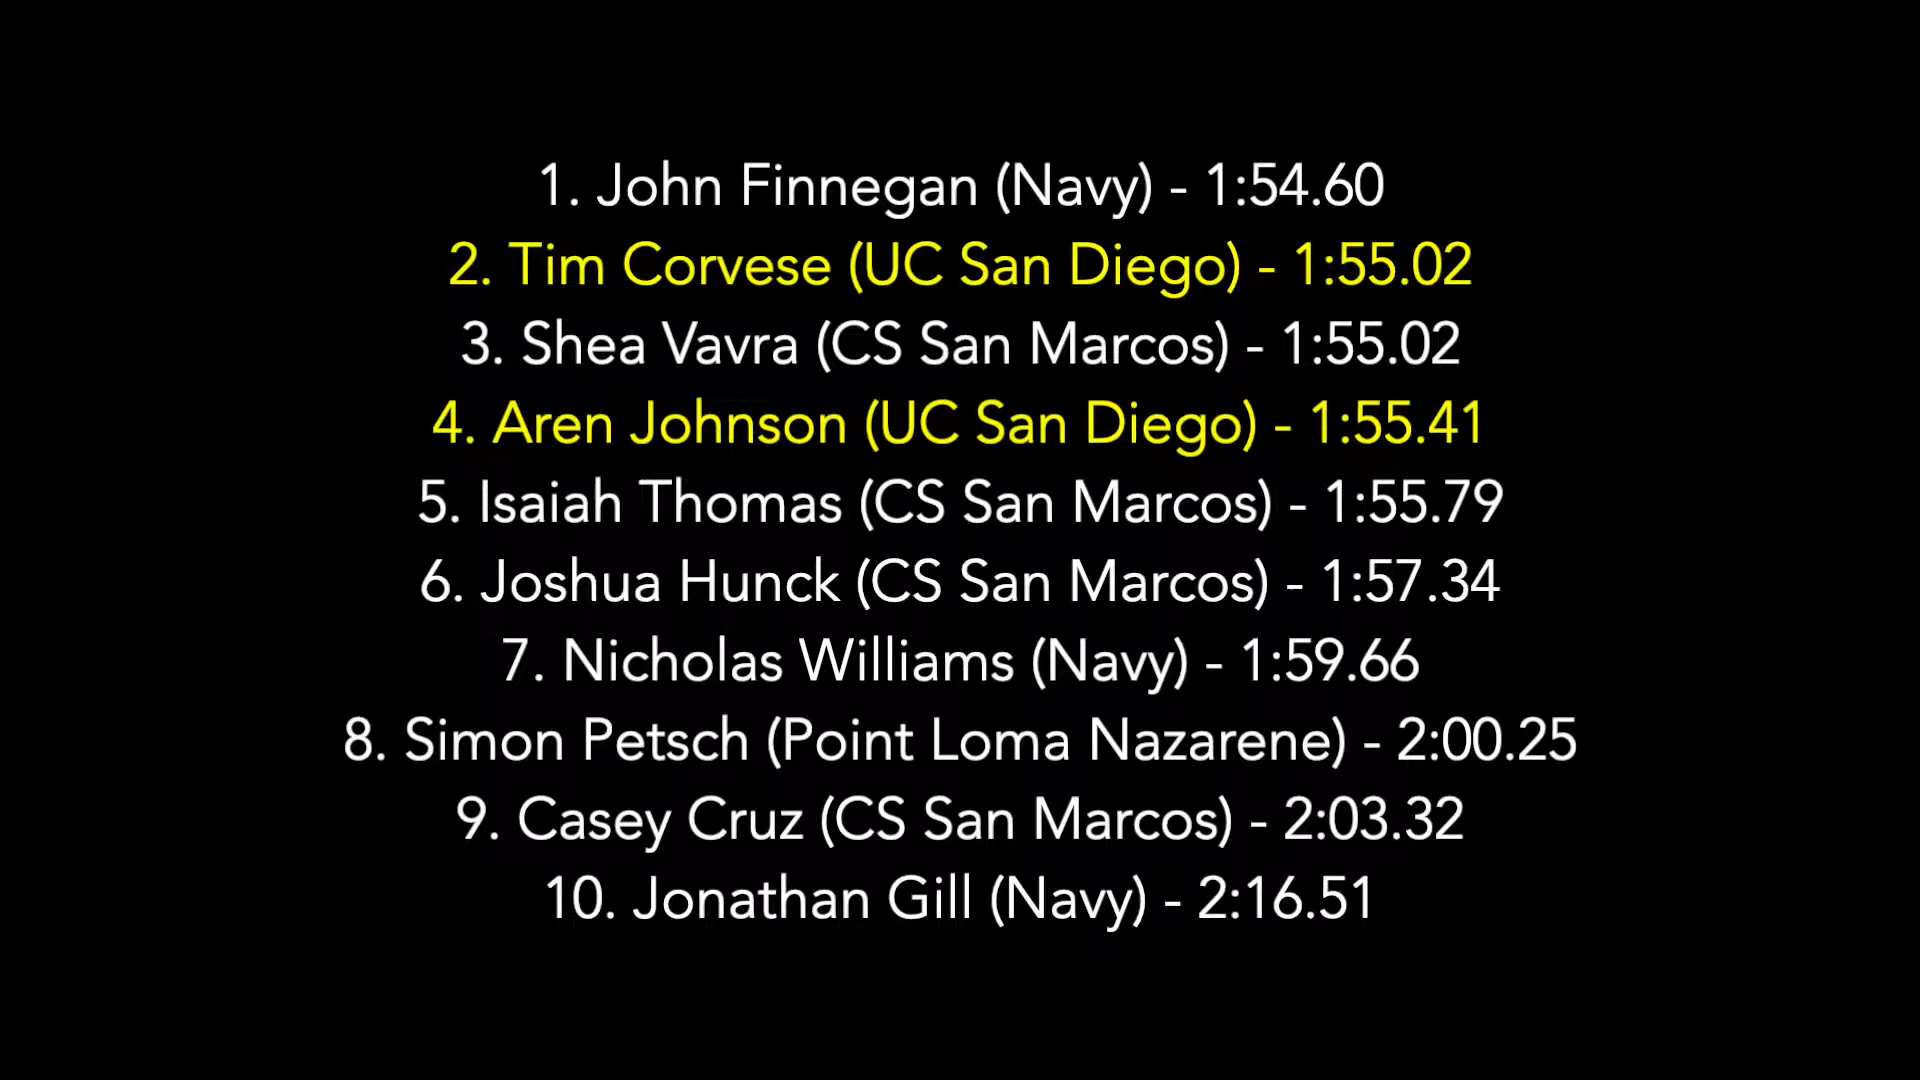 1. John Finnegan (Navy) - 1:54.60
2. Tim Corvese (UC San Diego) - 1:55.02
3. Shea Vavra (CS San Marcos) - 1:55.02
4. Aren Johnson (UC San Diego) - 1:55.41
5. Isaiah Thomas (CS San Marcos) - 1:55.79
6. Joshua Hunck (CS San Marcos) - 1:57.34
7. Nicholas Williams (Navy) - 1:59.66
8. Simon Petsch (Point Loma Nazarene) - 2:00.25
9. Casey Cruz (CS San Marcos) - 2:03.32
10. Jonathan Gill (Navy) - 2:16.51